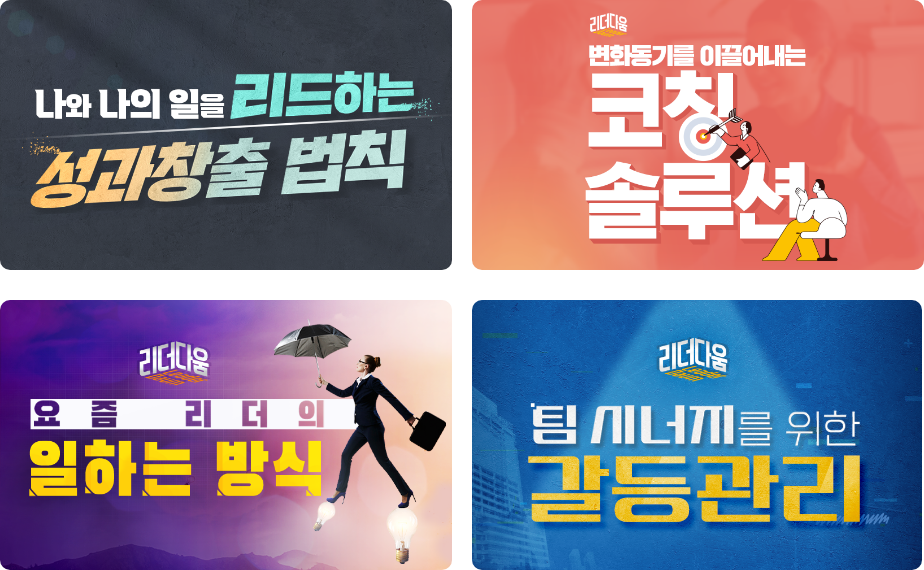 나와 나의 일을 리드하는
성과창출 법칙
리더다움
변화동기를 이끌어내는
코칭
솔루션
리더다움
요즘 리더의
일하는 방식
리더다움
팀 시너지를 위한
갈등관리